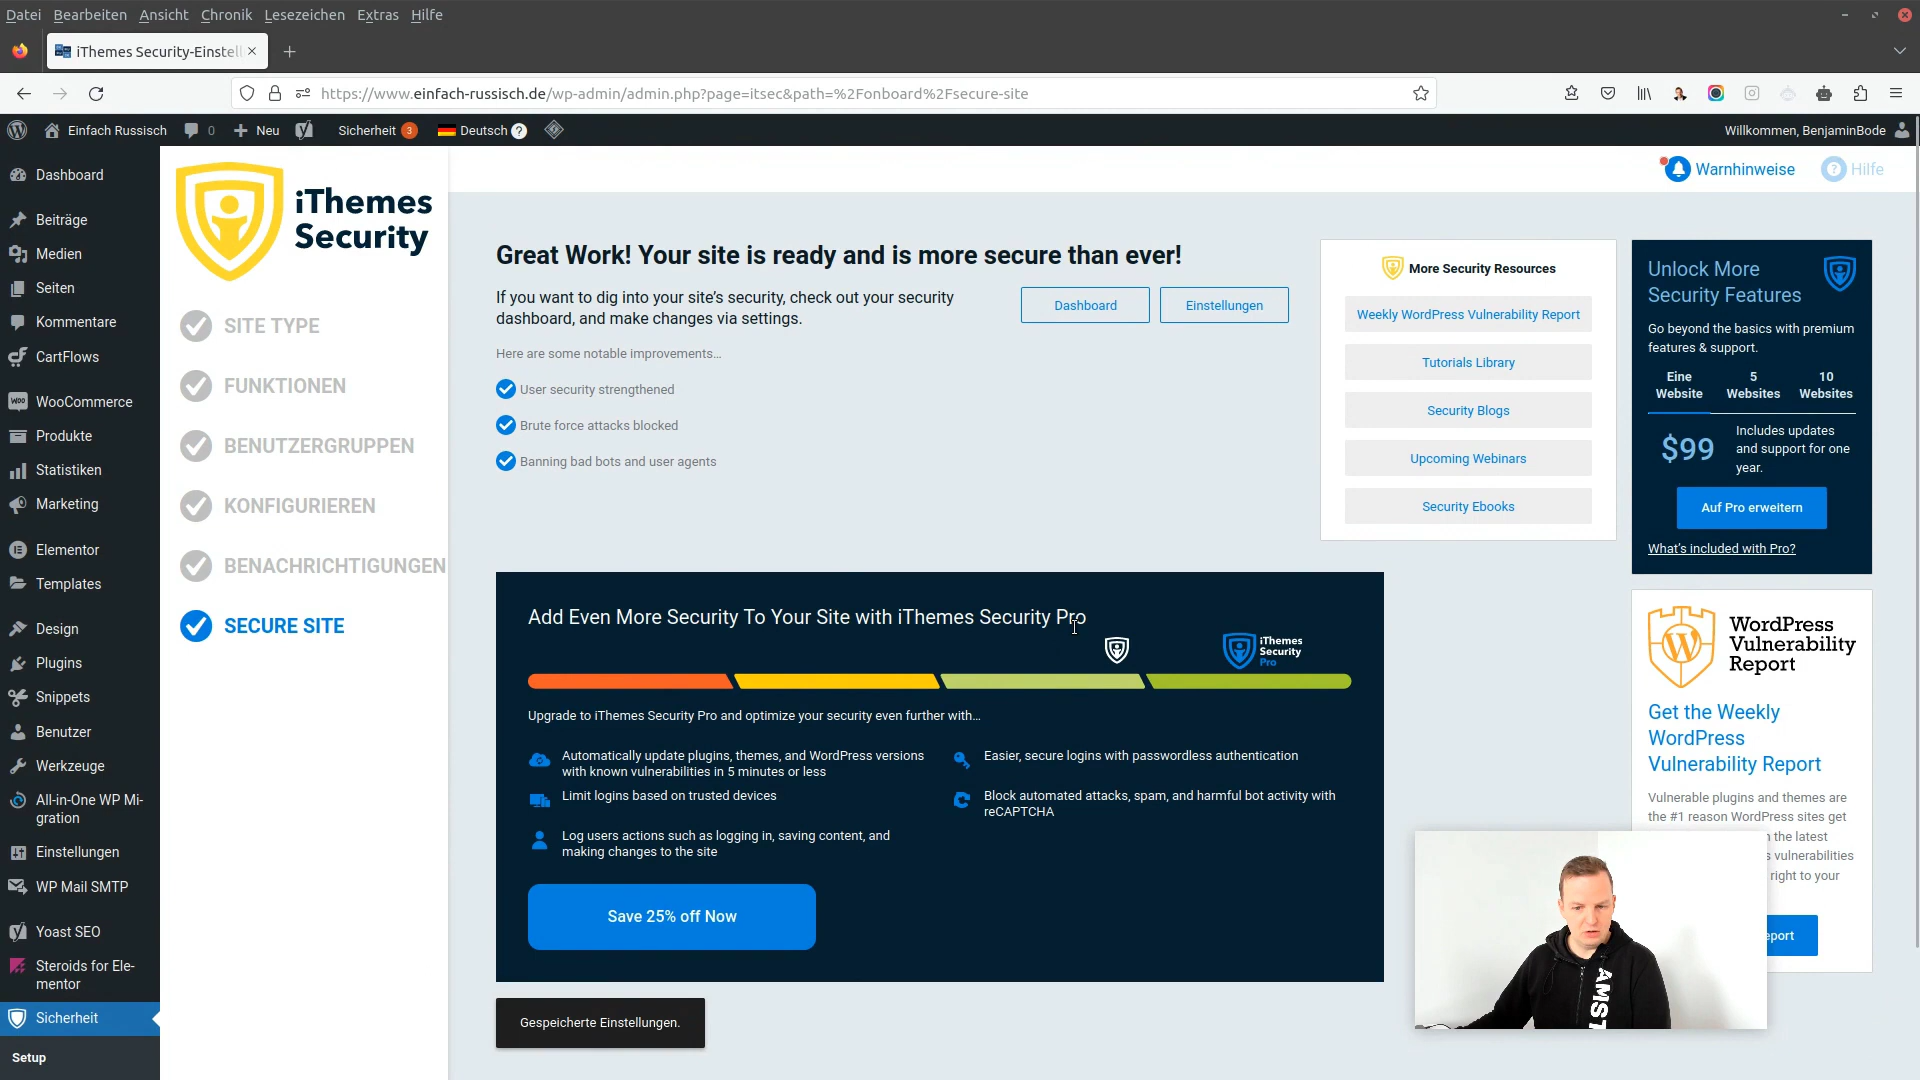 Datei Bearbeiten Ansicht Chronik Lesezeichen Extras Hilfe
iThemes Security-Einstell
https://www.einfach-russisch.de/wp-admin/admin.php?page=itsec&path=%2Fonboard%2Fsecure-site
Einfach Russisch 0 Neu Sicherheit 3 Deutsch ? Willkommen, BenjaminBode
Dashboard
Beiträge
Medien
Seiten
Kommentare
CartFlows
WooCommerce
Produkte
Statistiken
Marketing
Elementor
Templates
Design
Plugins
Snippets
Benutzer
Werkzeuge
All-in-One WP Mi-
gration
Einstellungen
WP Mail SMTP
Yoast SEO
Steroids for Ele-
mentor
Sicherheit
Setup
iThemes
Security
SITE TYPE
FUNKTIONEN
BENUTZERGRUPPEN
KONFIGURIEREN
BENACHRICHTIGUNGEN
SECURE SITE
Warnhinweise ? Hilfe
Great Work! Your site is ready and is more secure than ever!
If you want to dig into your site's security, check out your security
dashboard, and make changes via settings.
Dashboard Einstellungen
Here are some notable improvements…
User security strengthened
Brute force attacks blocked
Banning bad bots and user agents
More Security Resources
Weekly WordPress Vulnerability Report
Tutorials Library
Security Blogs
Upcoming Webinars
Security Ebooks
Unlock More
Security Features
Go beyond the basics with premium
features & support.
Eine
Website
5
Websites
10
Websites
$99
Includes updates
and support for one
year.
Auf Pro erweitern
What's included with Pro?
Add Even More Security To Your Site with iThemes Security Pro
iThemes
Security
Pro
Upgrade to iThemes Security Pro and optimize your security even further with…
Automatically update plugins, themes, and WordPress versions
with known vulnerabilities in 5 minutes or less
Limit logins based on trusted devices
Log users actions such as logging in, saving content, and
making changes to the site
Easier, secure logins with passwordless authentication
Block automated attacks, spam, and harmful bot activity with
reCAPTCHA
Save 25% off Now
Gespeicherte Einstellungen.
WordPress
Vulnerability
Report
Get the Weekly
WordPress
Vulnerability Report
Vulnerable plugins and themes are
the #1 reason WordPress sites get
the latest
vulnerabilities
right to your
AMST